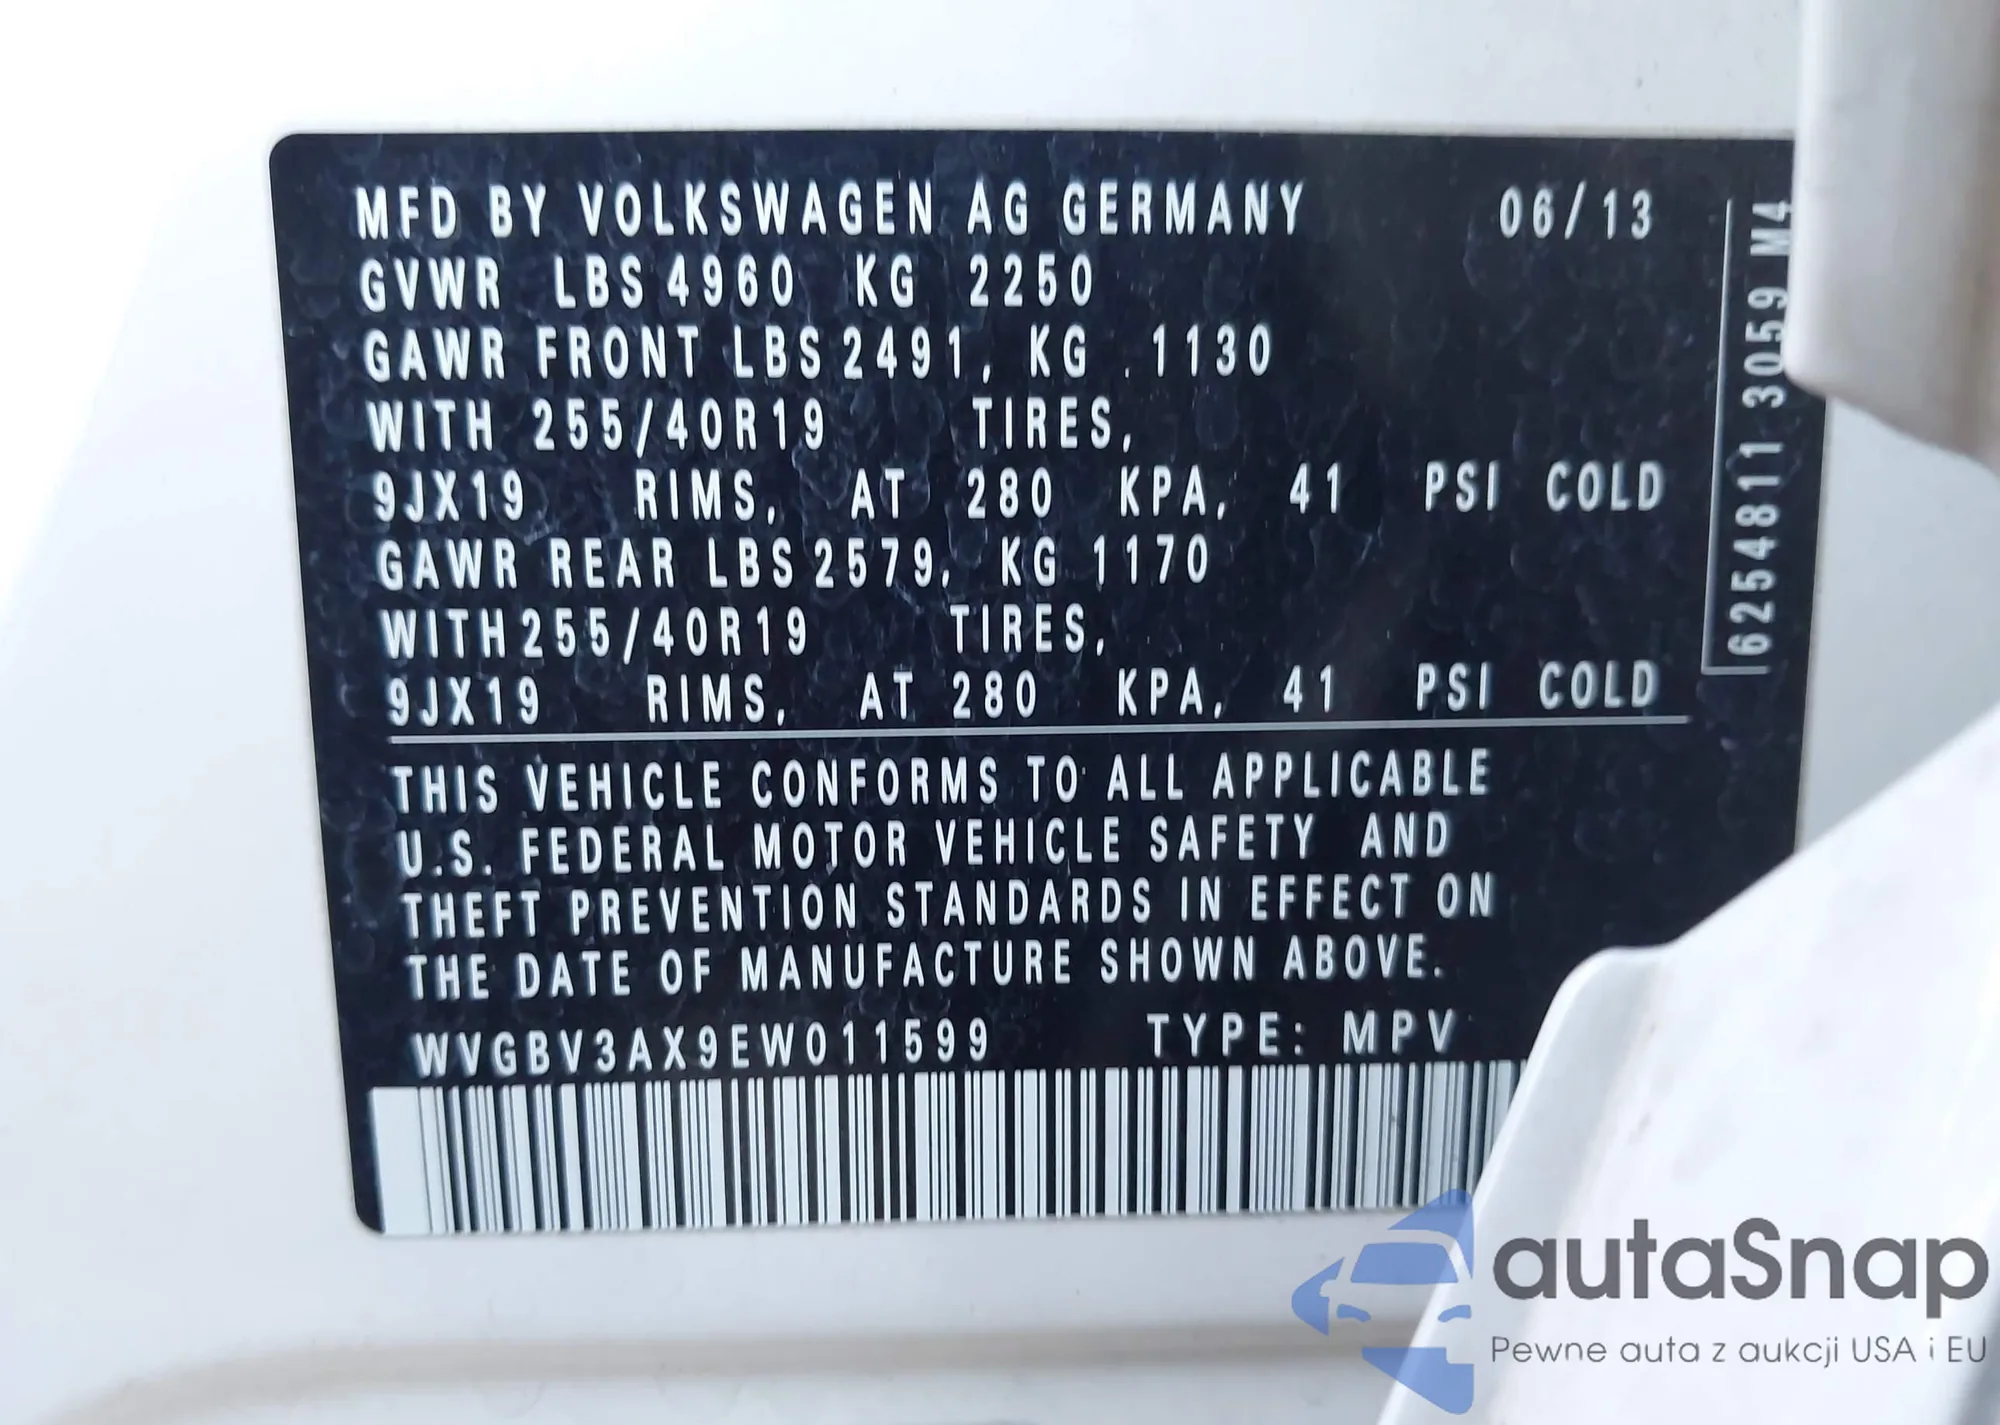 MFD BY VOLKSWAGEN AG GERMANY 06/13
GVWR LBS 4960 KG 2250
GAWR FRONT LBS 2491, KG .1130
WITH 255/40R19 TIRES,
9JX19 RIMS, AT 280 KPA, 41 PSI COLD
GAWR REAR LBS 2579, KG 1170
WITH 255/40R19 TIRES,
9JX19 RIMS, AT 280 KPA, 41 PSI COLD
THIS VEHICLE CONFORMS TO ALL APPLICABLE
U.S. FEDERAL MOTOR VEHICLE SAFETY AND
THEFT PREVENTION STANDARDS IN EFFECT ON
THE DATE OF MANUFACTURE SHOWN ABOVE.
WVGBV3AX9EW011599 TYPE: MPV
6254811 3059 M4
autaSnap
Pewne auta z aukcji USA i EU